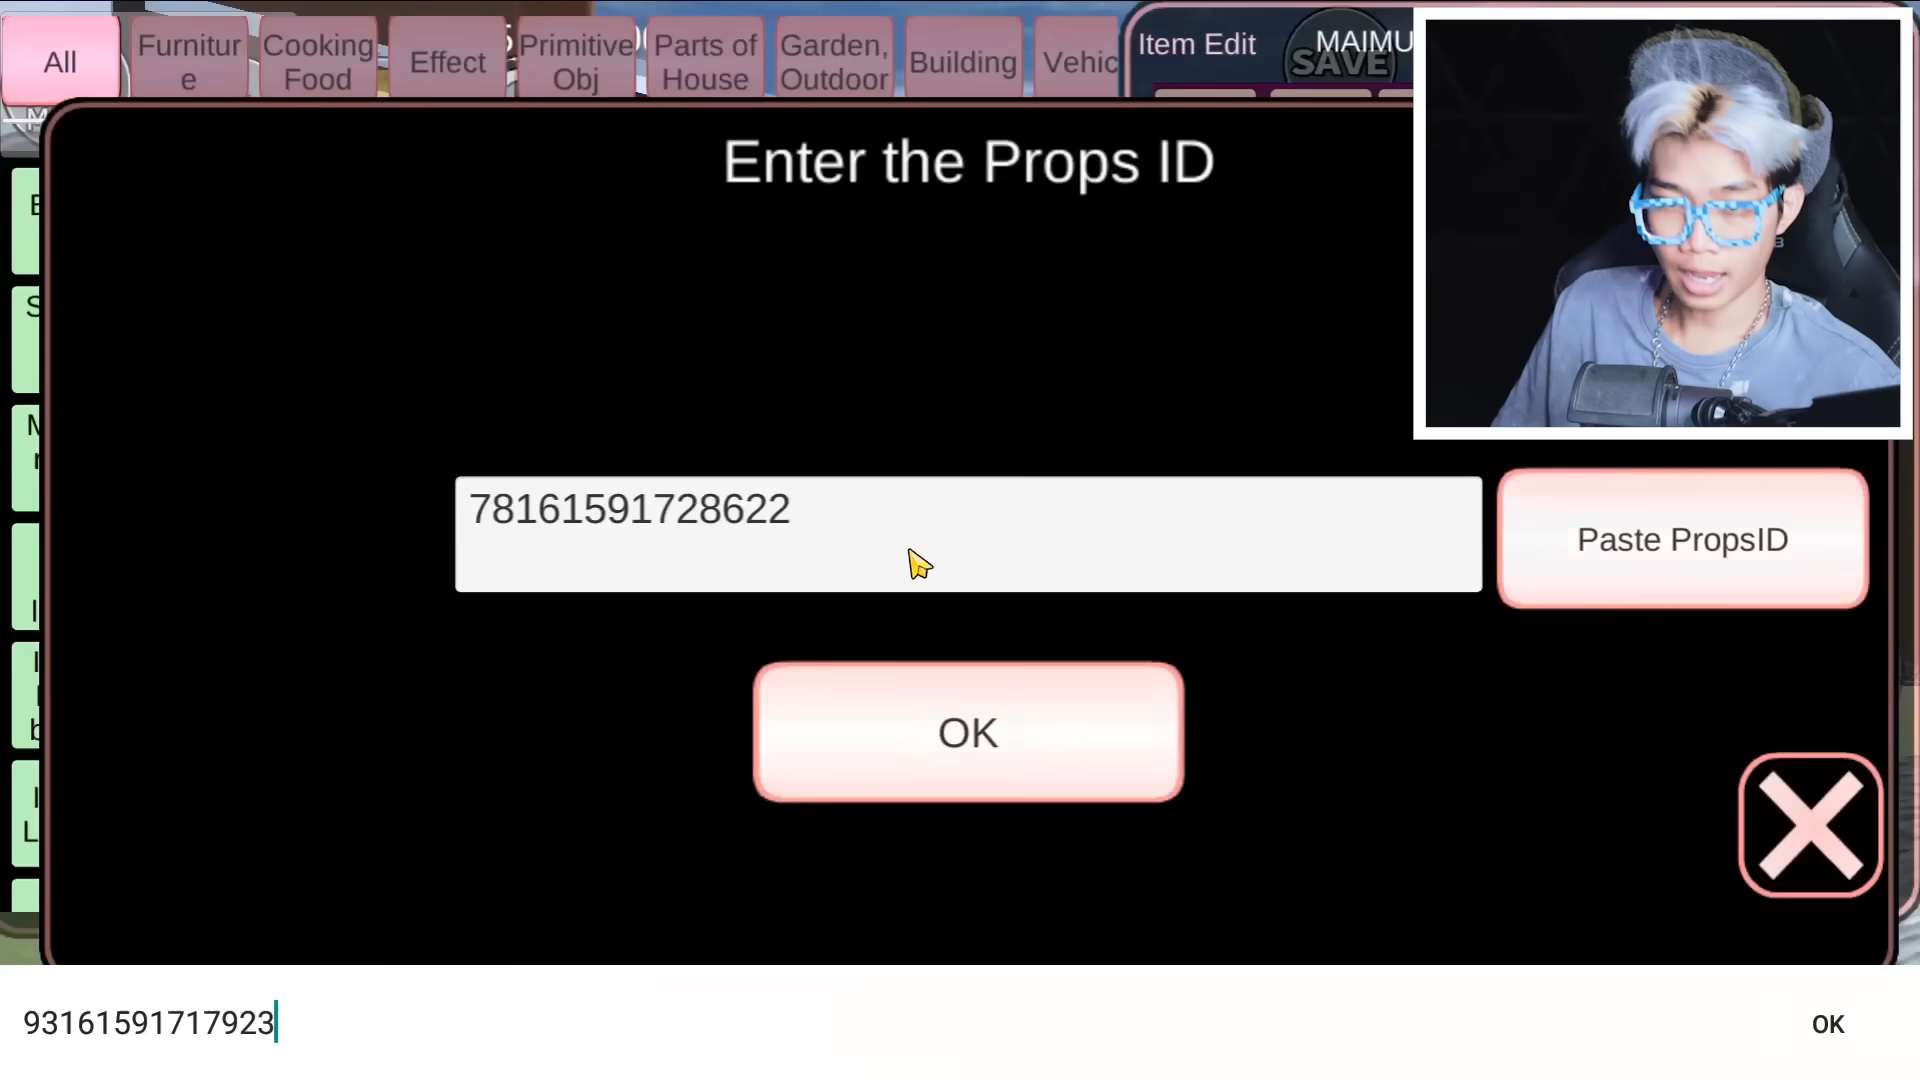 All
Furnitur
e
Cooking
Food
Effect
Primitive
Obj
Parts of
House
Garden,
Outdoor
Building
Vehic
Item Edit
SAVE
MAIMU
Enter the Props ID
78161591728622
Paste PropsID
OK
93161591717923
OK